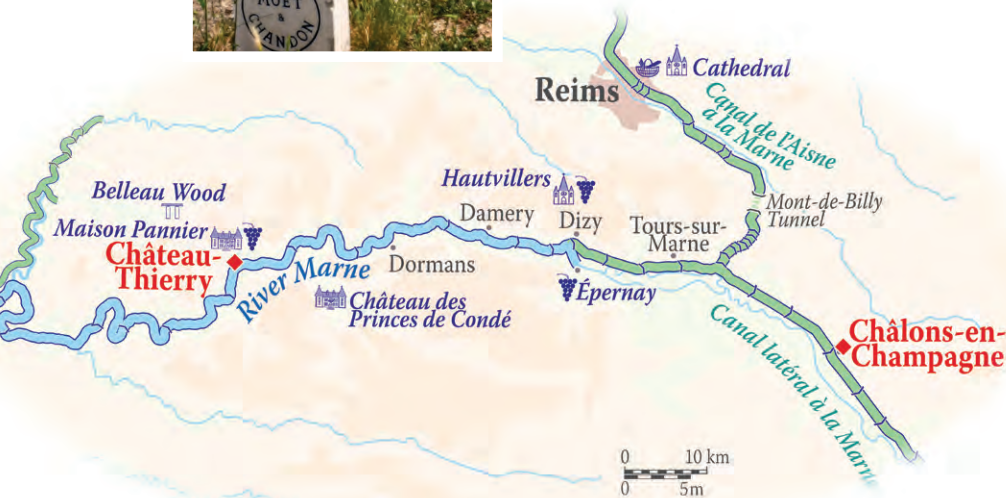 MOËT
&
CHANDON
Reims
Cathedral
Canal de l'Aisne
à la Marne
Mont-de-Billy
Tunnel
Hautvillers
Damery
Dizy
Tours-sur-
Marne
Belleau Wood
Maison Pannier
Château-
Thierry
River Marne
Dormans
Château des
Princes de Condé
Épernay
Châlons-en-
Champagne
Canal latéral à la Marne
0 10 km
0 5m